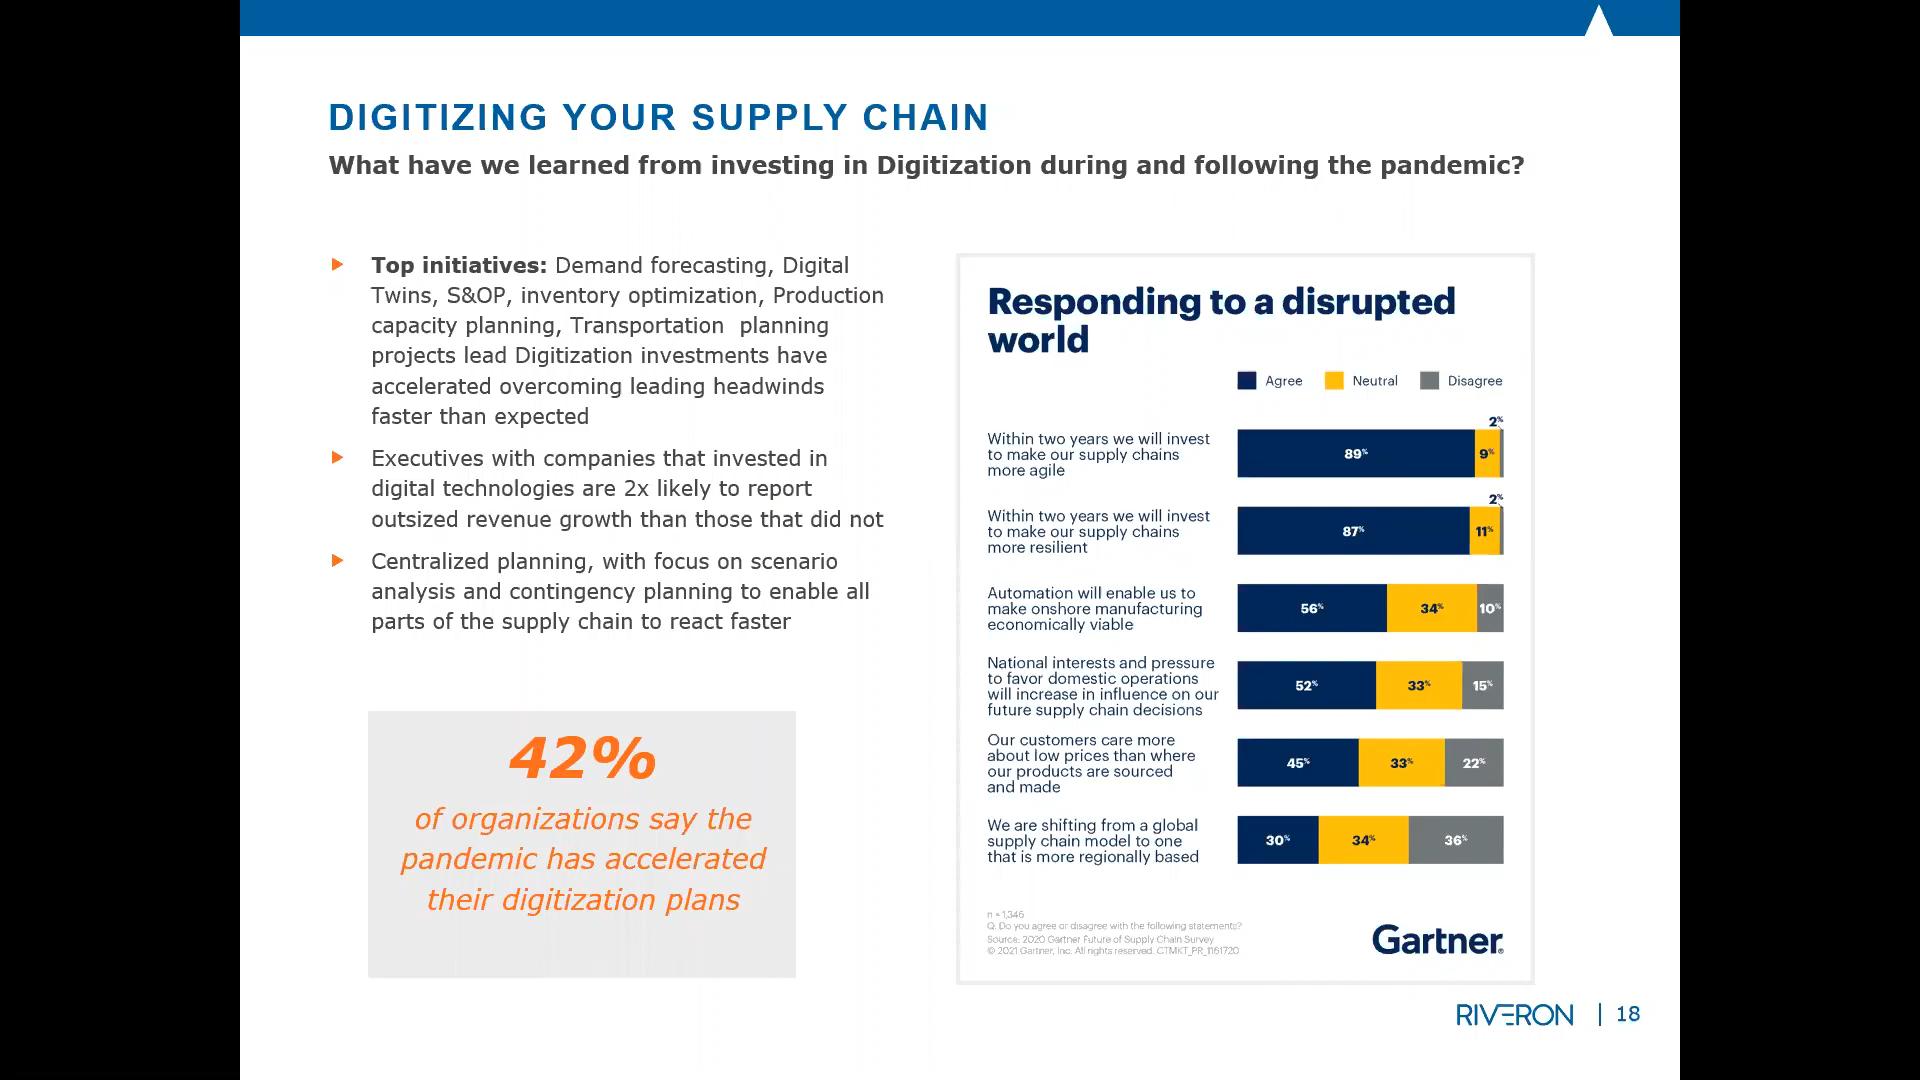 DIGITIZING YOUR SUPPLY CHAIN
What have we learned from investing in Digitization during and following the pandemic?
Top initiatives: Demand forecasting, Digital
Twins, S&OP, inventory optimization, Production
capacity planning, Transportation planning
projects lead Digitization investments have
accelerated overcoming leading headwinds
faster than expected
Executives with companies that invested in
digital technologies are 2x likely to report
outsized revenue growth than those that did not
Centralized planning, with focus on scenario
analysis and contingency planning to enable all
parts of the supply chain to react faster
42%
of organizations say the
pandemic has accelerated
their digitization plans
Responding to a disrupted
world
Agree Neutral Disagree
Within two years we will invest
to make our supply chains
more agile
89% 9% 2%
Within two years we will invest
to make our supply chains
more resilient
87% 11% 2%
Automation will enable us to
make onshore manufacturing
economically viable
56% 34% 10%
National interests and pressure
to favor domestic operations
will increase in influence on our
future supply chain decisions
52% 33% 15%
Our customers care more
about low prices than where
our products are sourced
and made
45% 33% 22%
We are shifting from a global
supply chain model to one
that is more regionally based
30% 34% 36%
n = 1,346
Q. Do you agree or disagree with the following statements?
Source: 2020 Gartner Future of Supply Chain Survey
© 2021 Gartner, Inc. All rights reserved. CTMKT_PR_1161720
Gartner®
RIVERON | 18